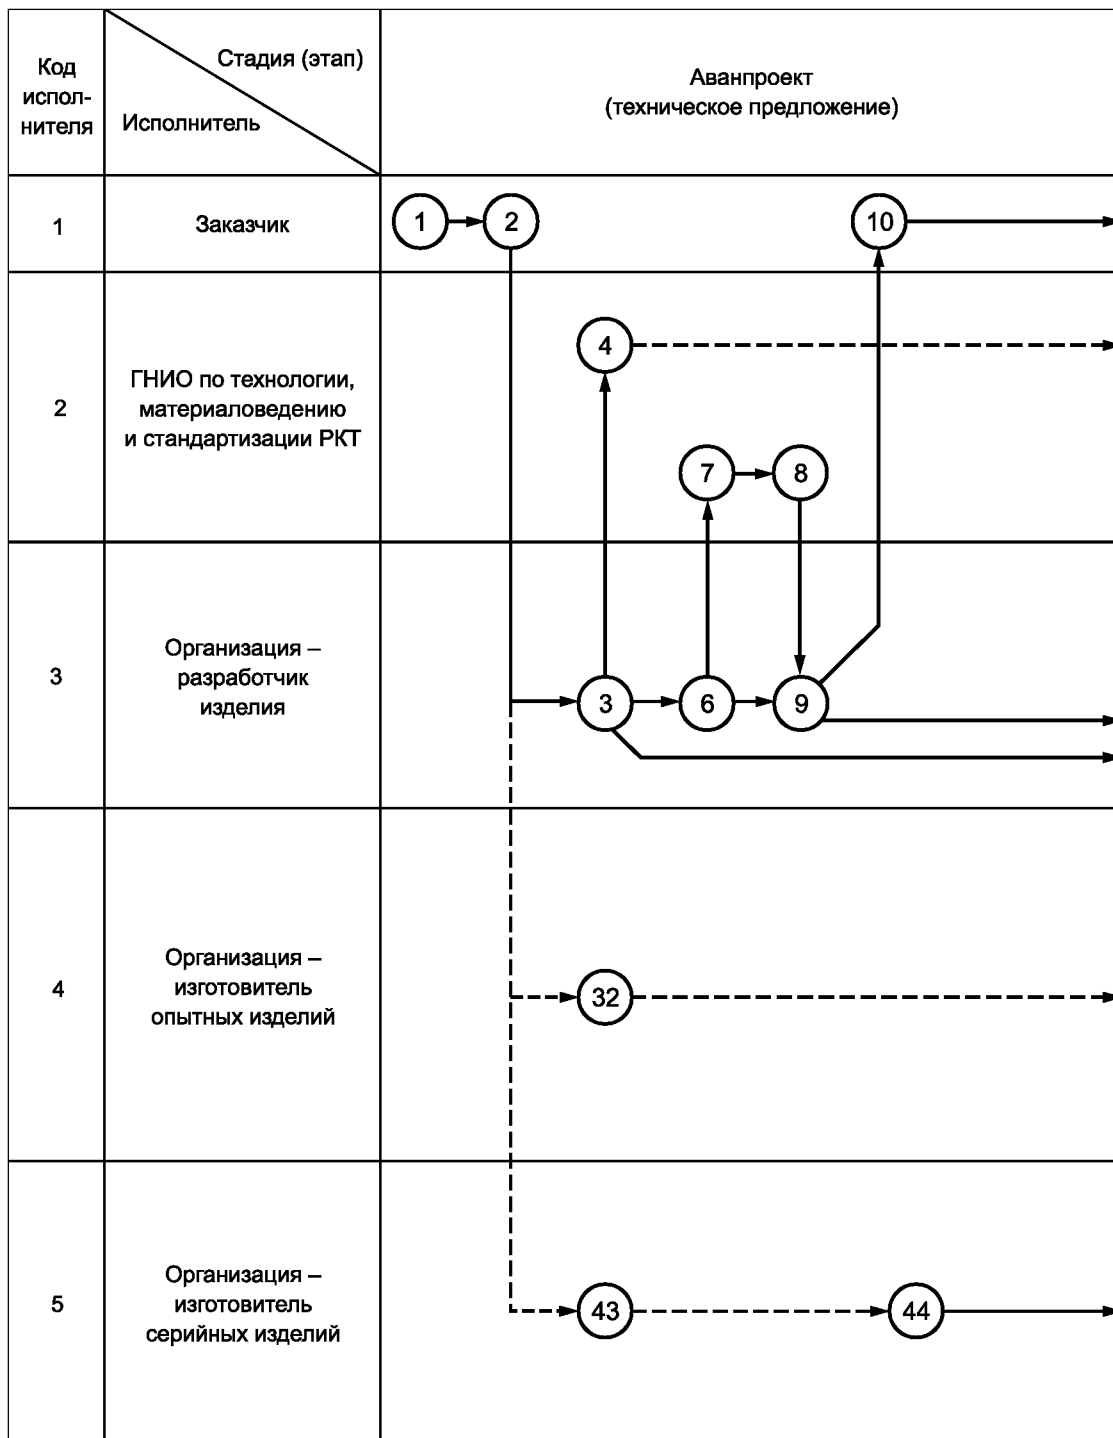 Код
испол-
нителя
Стадия (этап)
Исполнитель
Аванпроект
(техническое предложение)
1
Заказчик
1
2
10
2
ГНИО по технологии,
материаловедению
и стандартизации РКТ
4
7
8
3
Организация –
разработчик
изделия
3
6
9
4
Организация –
изготовитель
опытных изделий
32
5
Организация –
изготовитель
серийных изделий
43
44